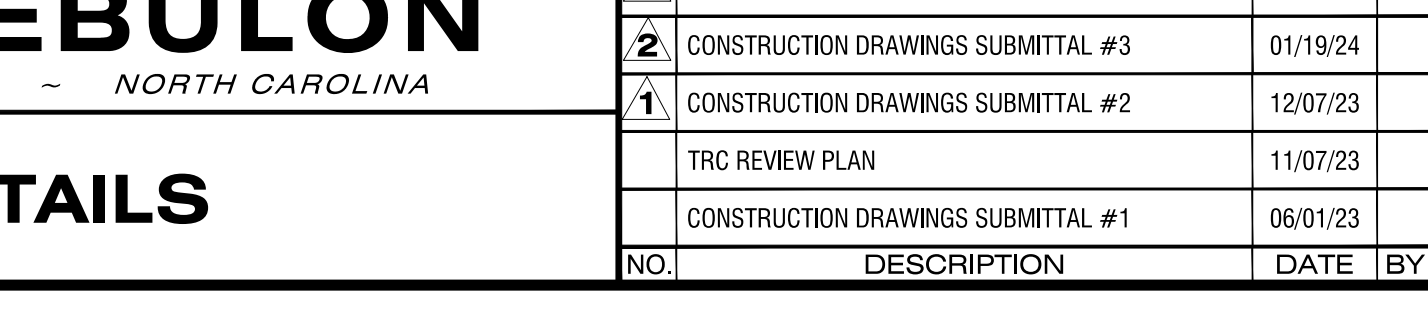 EBULON
~ NORTH CAROLINA
TAILS
2 CONSTRUCTION DRAWINGS SUBMITTAL #3 01/19/24
1 CONSTRUCTION DRAWINGS SUBMITTAL #2 12/07/23
TRC REVIEW PLAN 11/07/23
CONSTRUCTION DRAWINGS SUBMITTAL #1 06/01/23
NO. DESCRIPTION DATE BY